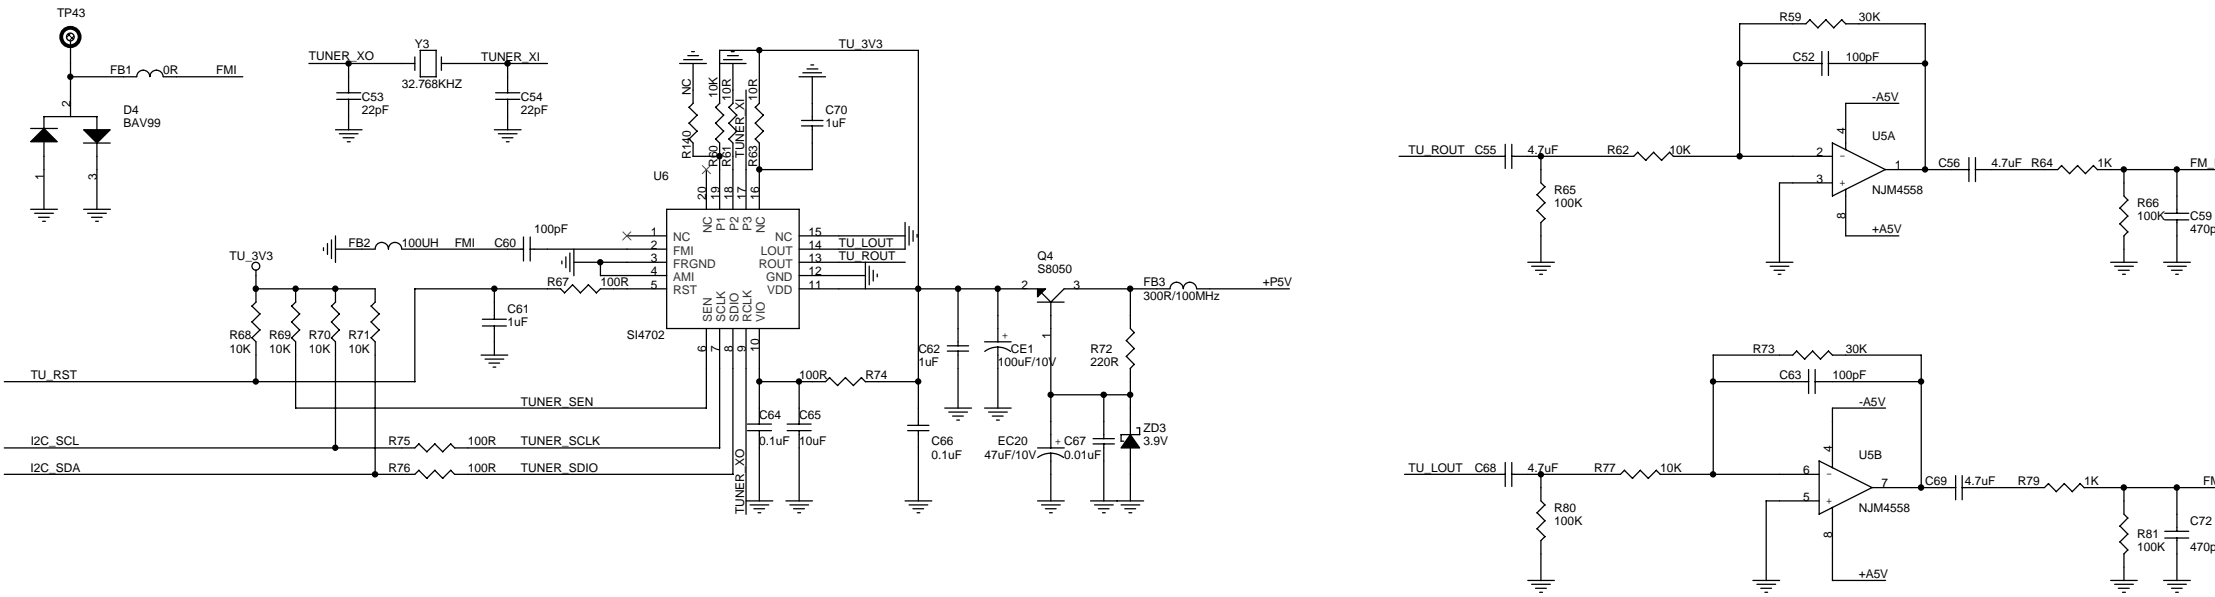 TP43
FB1 0R FMI
2
D4
BAV99
1
3
TUNER_XO
Y3
TUNER_XI
32.768KHZ
C53
22pF
C54
22pF
TU_3V3
NC
10K
10R
TUNER_XI
10R
R140
R60
R61
R63
C70
1uF
U6
20
19
18
17
16
NC
P1
P2
P3
NC
1 NC
2 FMI
3 FRGND
4 AMI
5 RST
NC 15
LOUT 14 TU_LOUT
ROUT 13 TU_ROUT
GND 12
VDD 11
SEN
SCLK
SDIO
RCLK
VIO
6
7
8
9
10
SI4702
FB2 100UH FMI C60 100pF
TU_3V3
R67 100R
C61
1uF
R68
10K
R69
10K
R70
10K
R71
10K
TU_RST
TUNER_SEN
I2C_SCL R75 100R TUNER_SCLK
I2C_SDA R76 100R TUNER_SDIO
TUNER_XO
100R R74
C64
0.1uF
C65
10uF
C66
0.1uF
C62
1uF
+
CE1
100uF/10V
Q4
S8050
2
3
1
FB3
300R/100MHz
+P5V
R72
220R
EC20
47uF/10V
+
C67
0.01uF
ZD3
3.9V
R59 30K
C52 100pF
-A5V
4
U5A
TU_ROUT C55 4.7uF R62 10K
2 -
3 +
1
NJM4558
8
+A5V
R65
100K
C56 4.7uF R64 1K
R66
100K
C59
R73 30K
C63 100pF
-A5V
4
U5B
TU_LOUT C68 4.7uF R77 10K
6 -
5 +
7
NJM4558
8
+A5V
R80
100K
C69 4.7uF R79 1K
R81
100K
C72